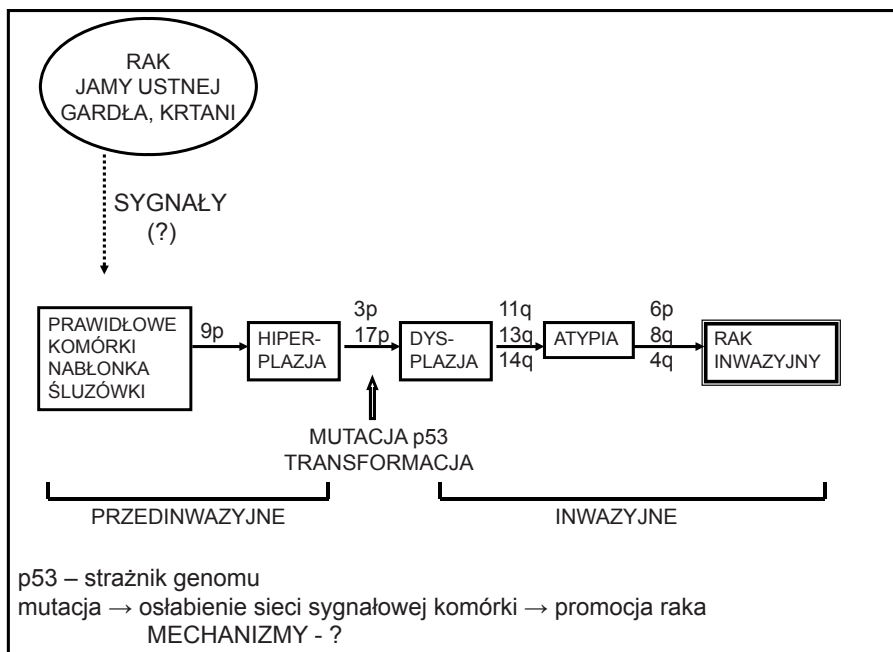 RAK
JAMY USTNEJ
GARDŁA, KRTANI
SYGNAŁY
(?)
PRAWIDŁOWE
KOMÓRKI
NABŁONKA
ŚLUZÓWKI
9p
HIPER-
PLAZJA
3p
17p
DYS-
PLAZJA
11q
13q
14q
ATYPIA
6p
8q
4q
RAK
INWAZYJNY
MUTACJA p53
TRANSFORMACJA
PRZEDINWAZYJNE
INWAZYJNE
p53 – strażnik genomu
mutacja → osłabienie sieci sygnałowej komórki → promocja raka
MECHANIZMY - ?